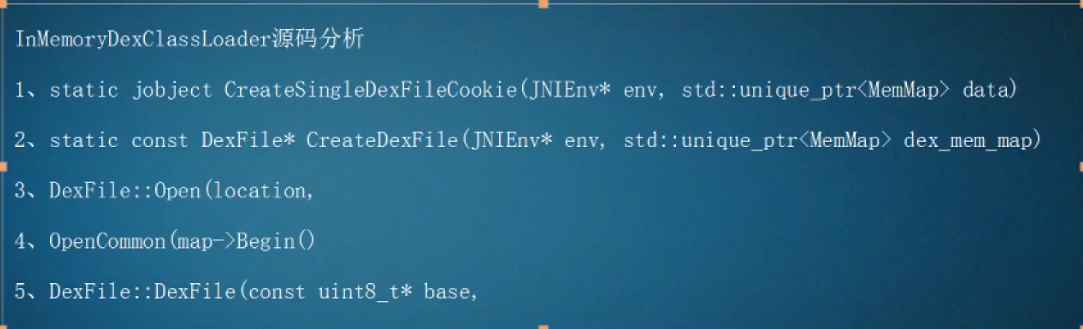 InMemoryDexClassLoader源码分析
1、static jobject CreateSingleDexFileCookie(JNIEnv* env, std::unique_ptr<MemMap> data)
2、static const DexFile* CreateDexFile(JNIEnv* env, std::unique_ptr<MemMap> dex_mem_map)
3、DexFile::Open(location,
4、OpenCommon(map->Begin()
5、DexFile::DexFile(const uint8_t* base,